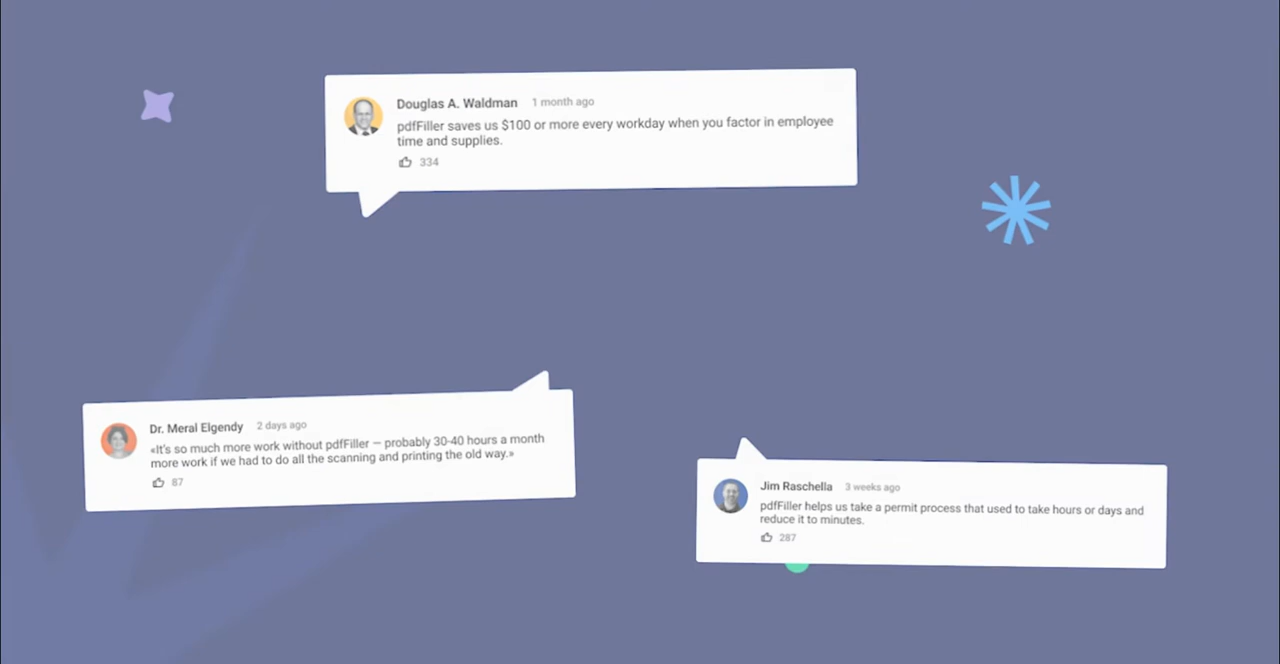 Douglas A. Waldman 1 month ago
pdfFiller saves us $100 or more every workday when you factor in employee
time and supplies.
334
Dr. Meral Elgendy 2 days ago
«It's so much more work without pdfFiller — probably 30-40 hours a month
more work if we had to do all the scanning and printing the old way.»
87
Jim Raschella 3 weeks ago
pdfFiller helps us take a permit process that used to take hours or days and
reduce it to minutes.
287